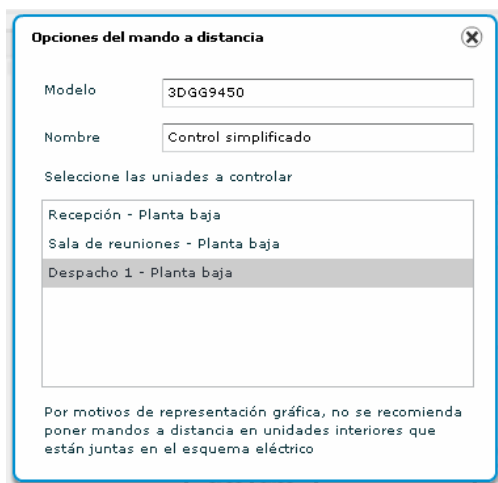 Opciones del mando a distancia
Modelo 3DGG9450
Nombre Control simplificado
Seleccione las uniades a controlar
Recepción - Planta baja
Sala de reuniones - Planta baja
Despacho 1 - Planta baja
Por motivos de representación gráfica, no se recomienda
poner mandos a distancia en unidades interiores que
están juntas en el esquema eléctrico